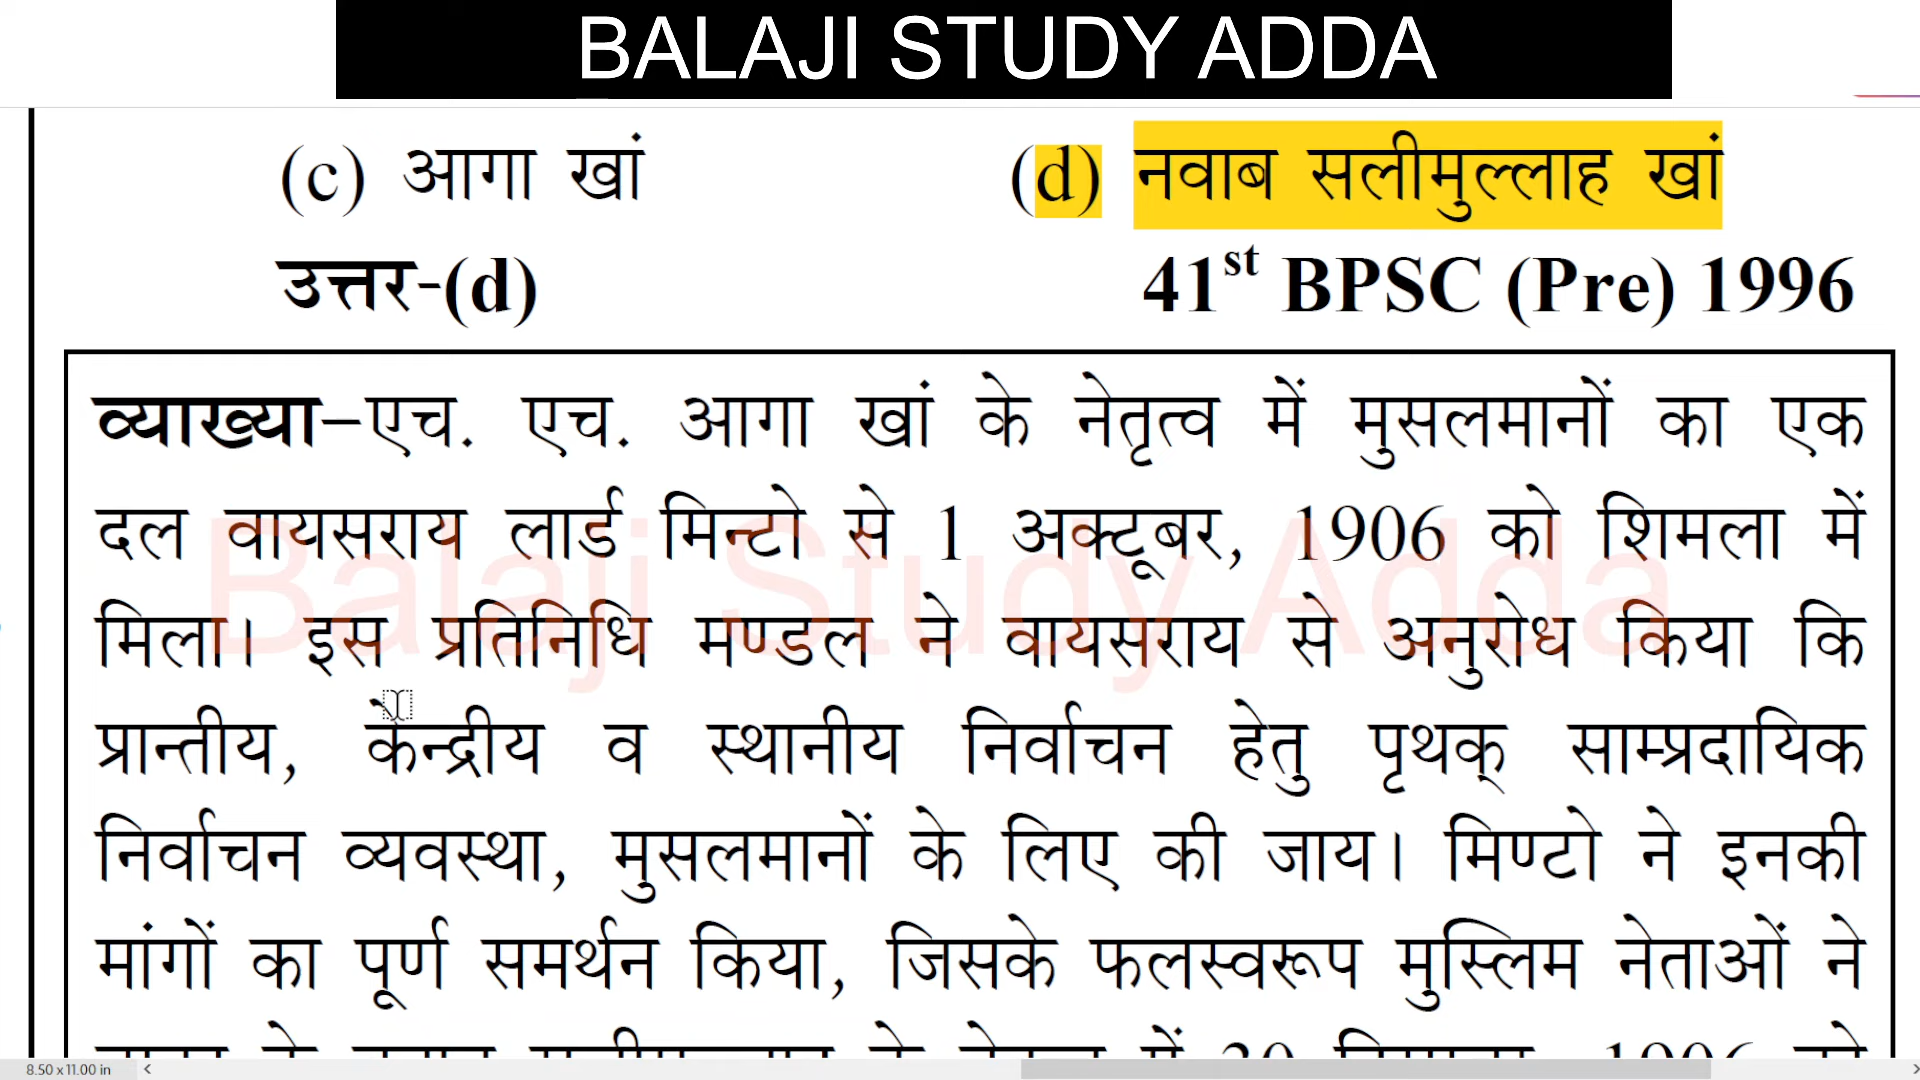 BALAJI STUDY ADDA
(c) आगा खां (d) नवाब सलीमुल्लाह खां
उत्तर-(d) 41st BPSC (Pre) 1996
व्याख्या–एच. एच. आगा खां के नेतृत्व में मुसलमानों का एक
दल वायसराय लार्ड मिन्टो से 1 अक्टूबर, 1906 को शिमला में
Balaji Study Adda
मिला। इस प्रतिनिधि मण्डल ने वायसराय से अनुरोध किया कि
प्रान्तीय, केन्द्रीय व स्थानीय निर्वाचन हेतु पृथक् साम्प्रदायिक
निर्वाचन व्यवस्था, मुसलमानों के लिए की जाय। मिण्टो ने इनकी
मांगों का पूर्ण समर्थन किया, जिसके फलस्वरूप मुस्लिम नेताओं ने
8.50 x 11.00 in